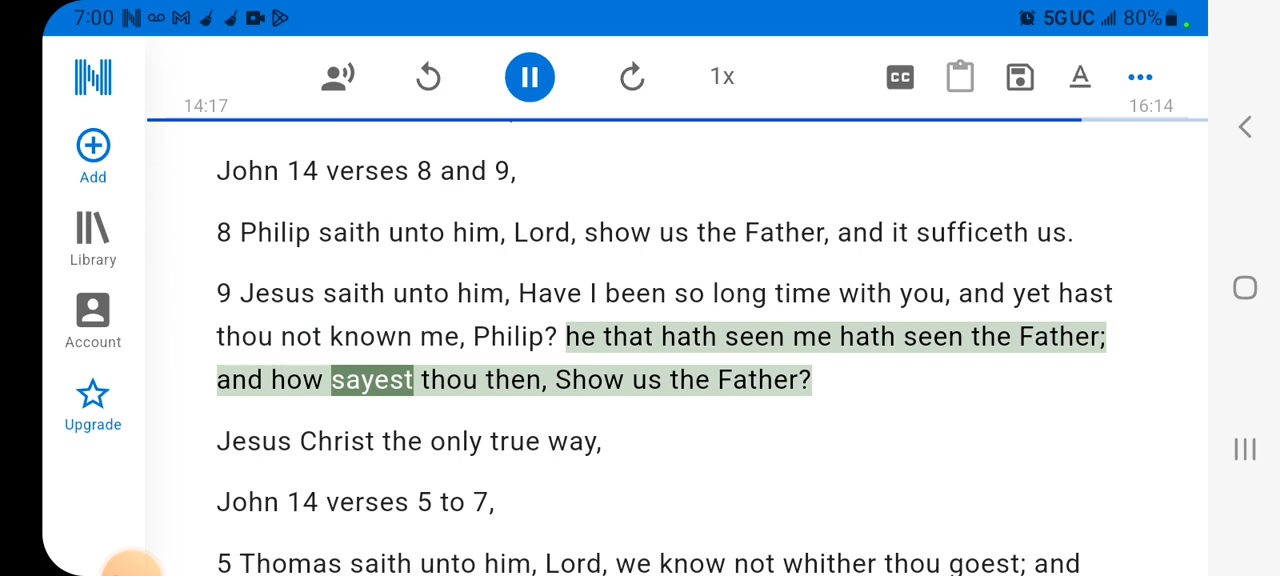 7:00 5GUC 80%
1x
14:17 16:14
Add
Library
Account
Upgrade
John 14 verses 8 and 9,
8 Philip saith unto him, Lord, show us the Father, and it sufficeth us.
9 Jesus saith unto him, Have I been so long time with you, and yet hast
thou not known me, Philip? he that hath seen me hath seen the Father;
and how sayest thou then, Show us the Father?
Jesus Christ the only true way,
John 14 verses 5 to 7,
5 Thomas saith unto him, Lord, we know not whither thou goest; and